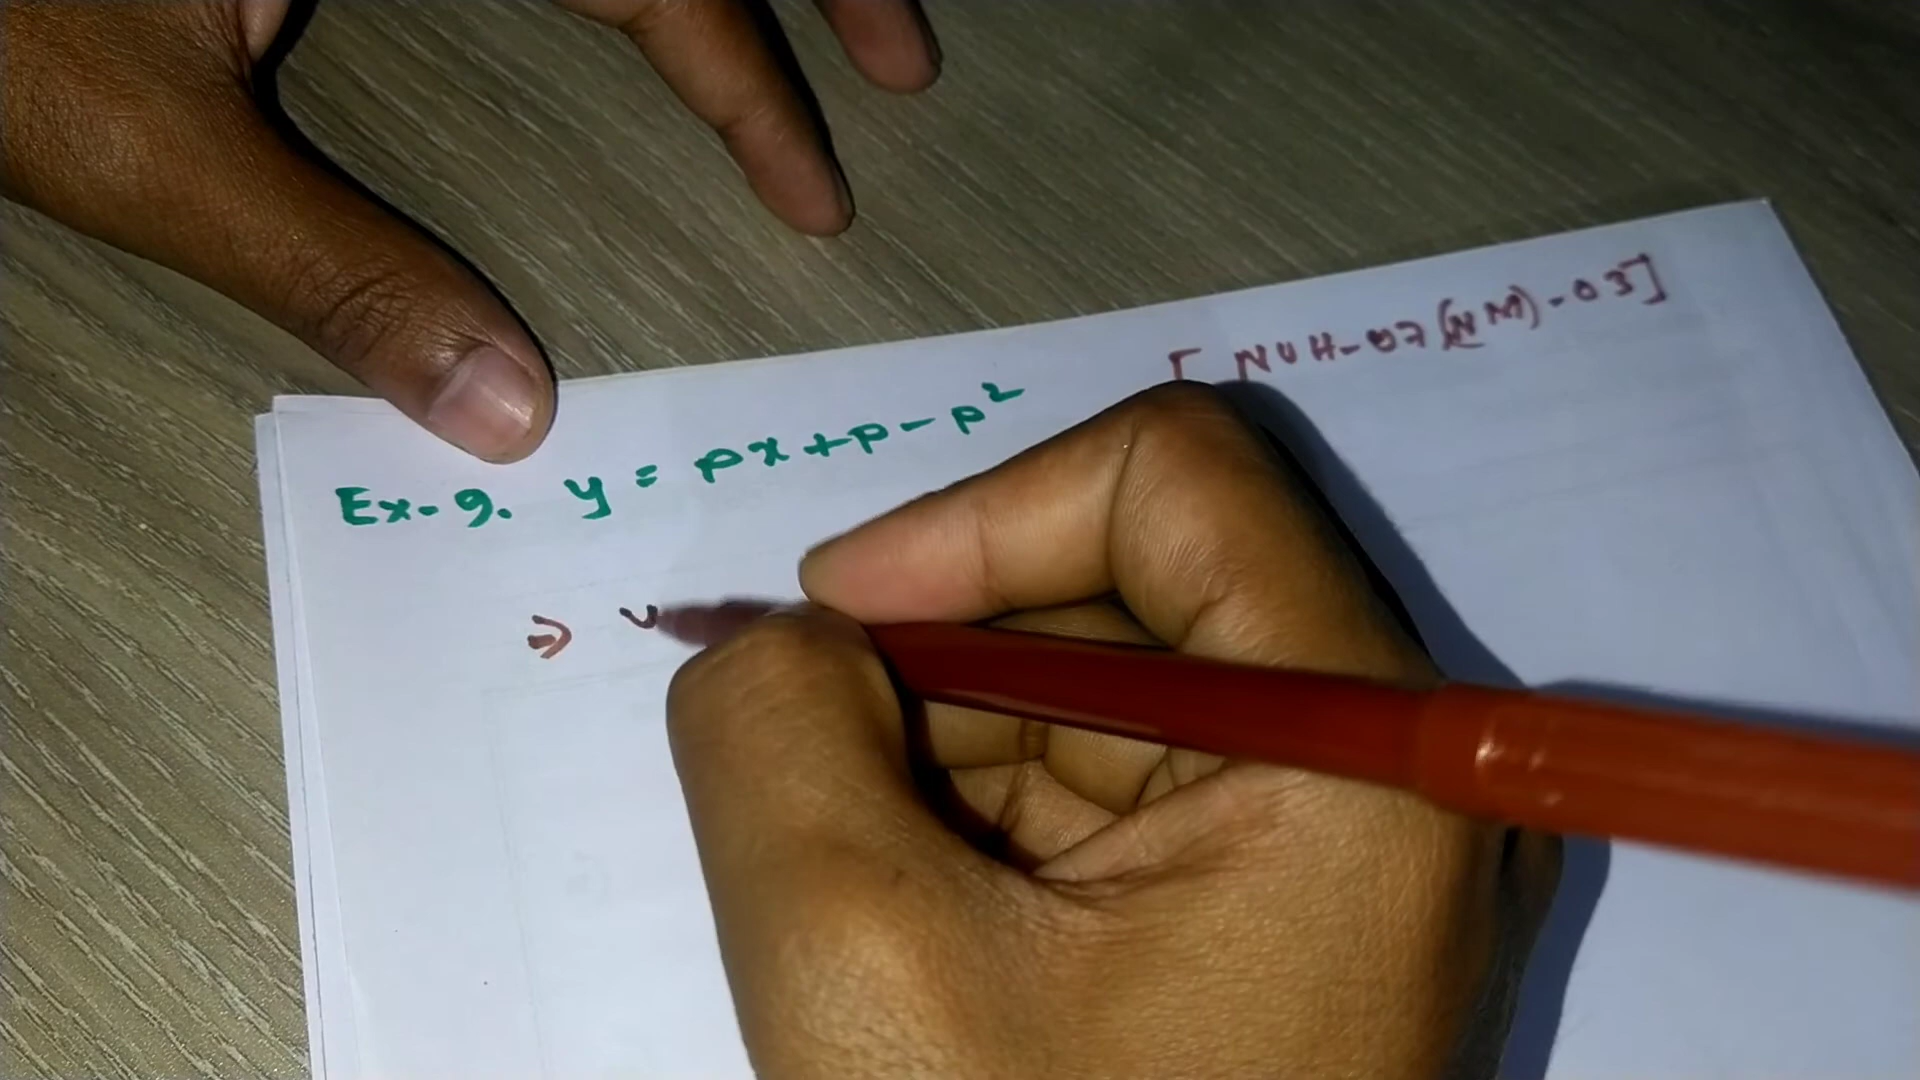 [ NUH-07 (NM)-03]
Ex-9. y = px+p-p²
⇒ y